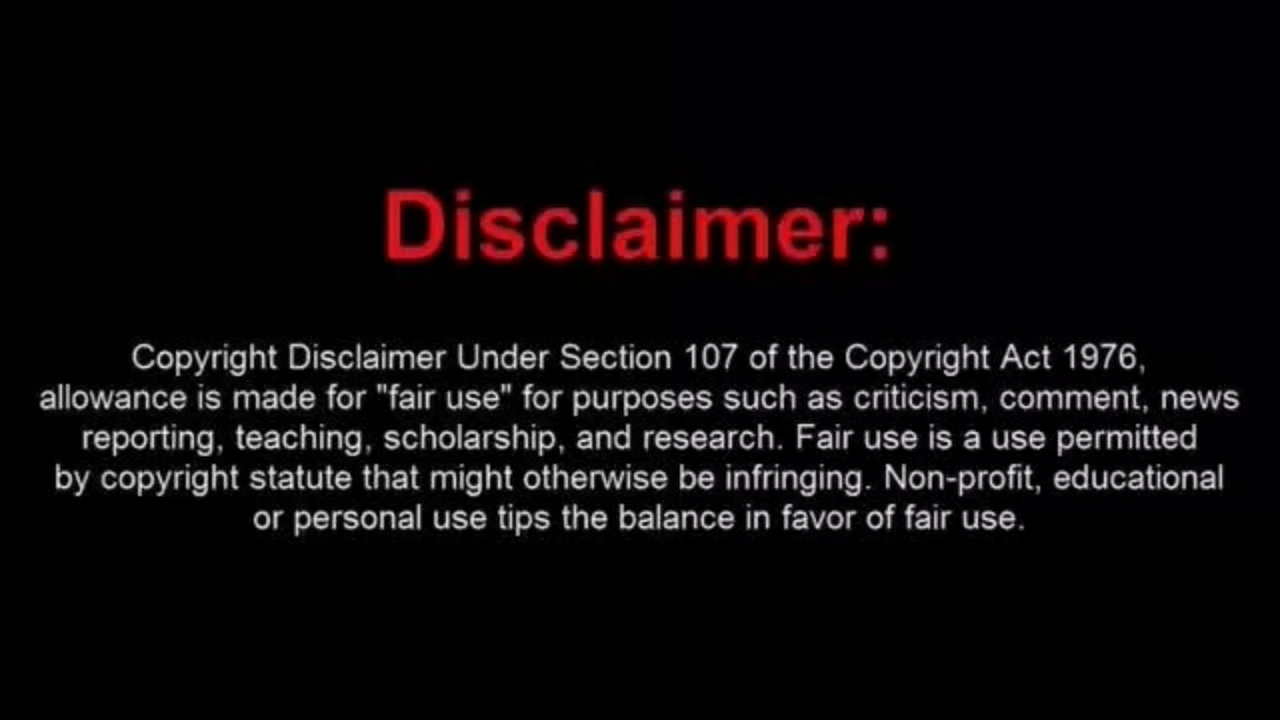 Disclaimer:
Copyright Disclaimer Under Section 107 of the Copyright Act 1976,
allowance is made for "fair use" for purposes such as criticism, comment, news
reporting, teaching, scholarship, and research. Fair use is a use permitted
by copyright statute that might otherwise be infringing. Non-profit, educational
or personal use tips the balance in favor of fair use.